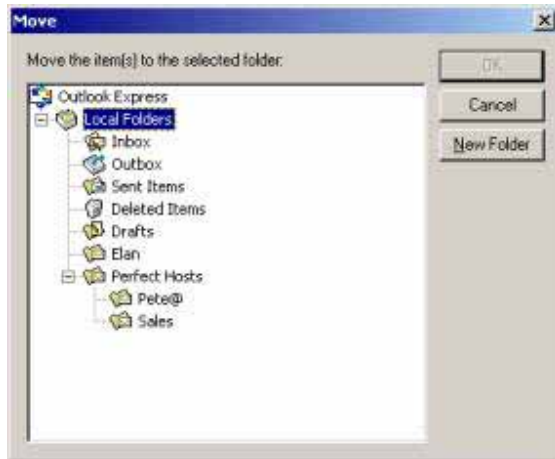 Move
Move the item(s) to the selected folder:
OK
Cancel
New Folder
Outlook Express
Local Folders
Inbox
Outbox
Sent Items
Deleted Items
Drafts
Elan
Perfect Hosts
Pete@
Sales